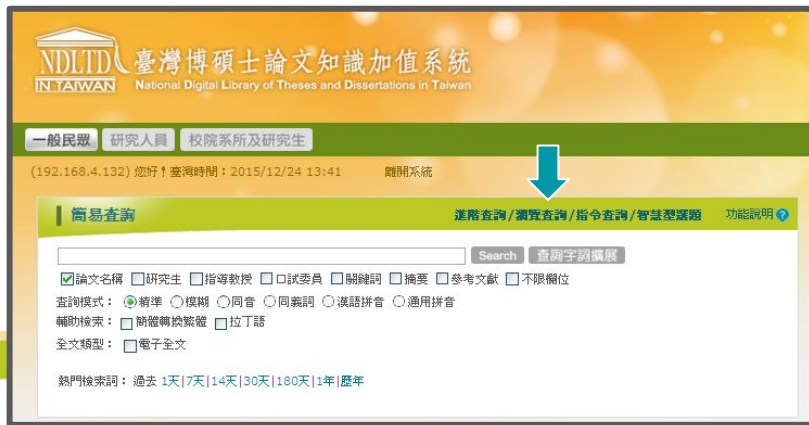 NDLTD
IN TAIWAN
臺灣博碩士論文知識加值系統
National Digital Library of Theses and Dissertations in Taiwan
一般民眾 研究人員 校院系所及研究生
(192.168.4.132) 您好！臺灣時間：2015/12/24 13:41 離開系統
簡易查詢 進階查詢/瀏覽查詢/指令查詢/智慧型選題 功能說明?
Search 查詢字詞擴展
論文名稱 研究生 指導教授 口試委員 關鍵詞 摘要 參考文獻 不限欄位
查詢模式： 精準 模糊 同音 同義詞 漢語拼音 通用拼音
輔助檢索： 簡體轉換繁體 拉丁語
全文類型： 電子全文
熱門檢索詞： 過去 1天|7天|14天|30天|180天|1年|歷年